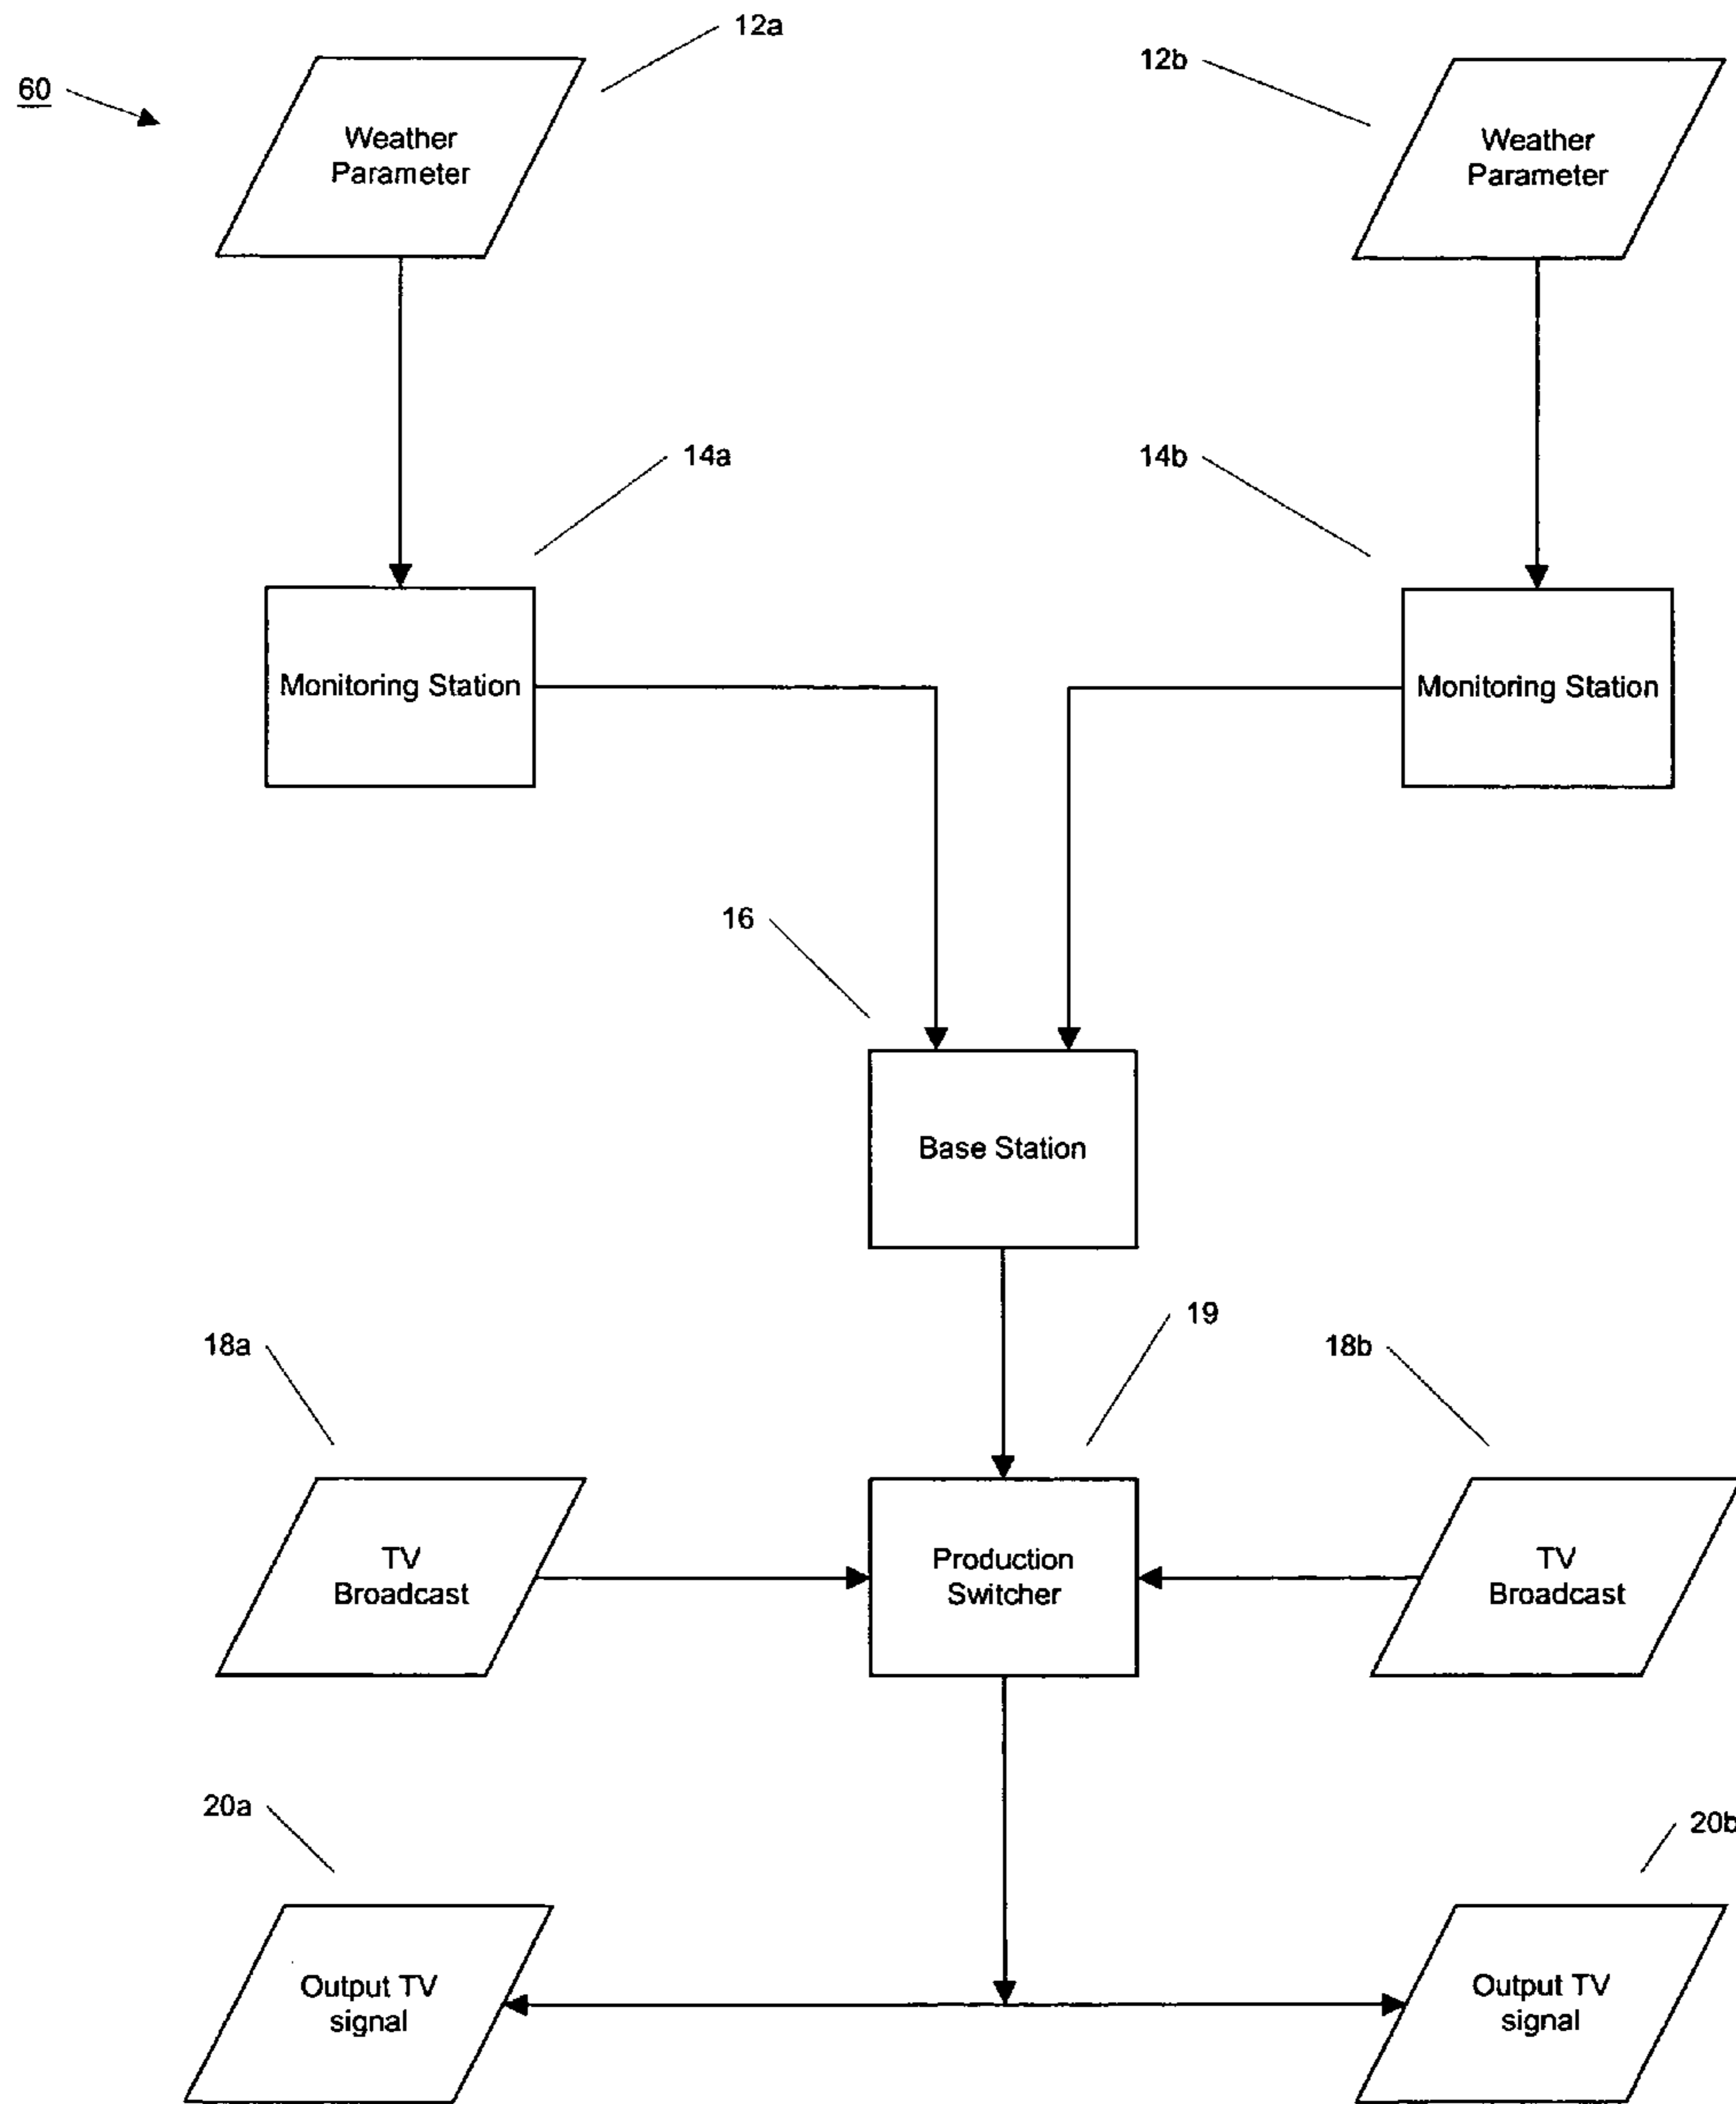 12a
12b
60
Weather
Parameter
Weather
Parameter
14a
14b
Monitoring Station
Monitoring Station
16
Base Station
19
18a
18b
TV
Broadcast
Production
Switcher
TV
Broadcast
20a
20b
Output TV
signal
Output TV
signal